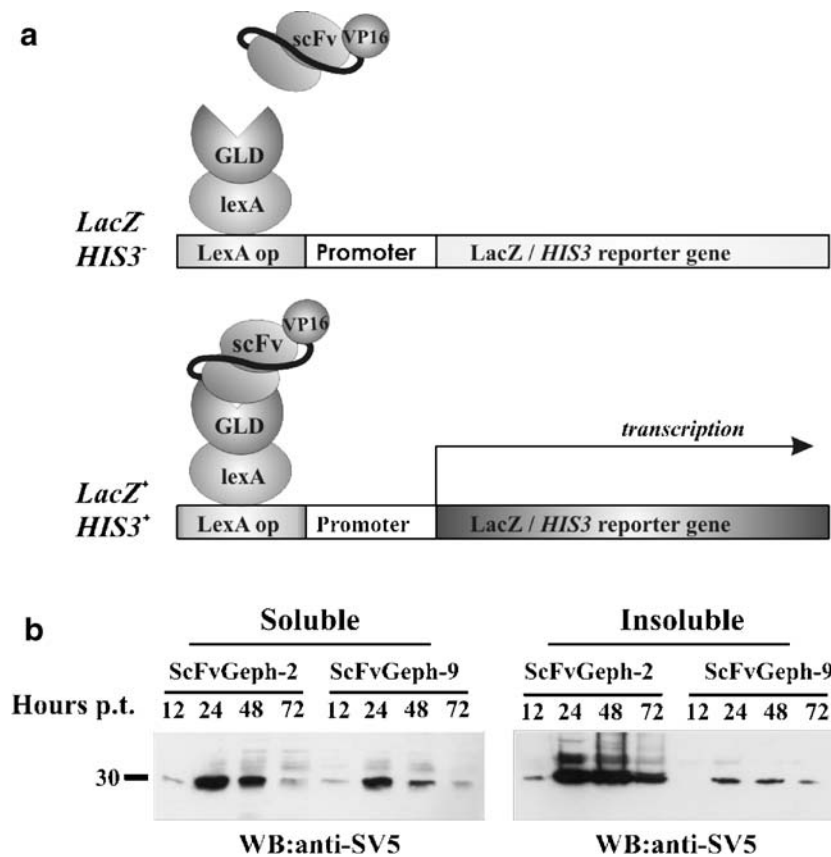 a
scFv VP16
GLD
lexA
LacZ⁻
HIS3⁻
LexA op Promoter LacZ / HIS3 reporter gene
VP16
scFv
GLD
lexA
transcription
LacZ⁺
HIS3⁺
LexA op Promoter LacZ / HIS3 reporter gene
b
Soluble Insoluble
ScFvGeph-2 ScFvGeph-9 ScFvGeph-2 ScFvGeph-9
Hours p.t. 12 24 48 72 12 24 48 72 12 24 48 72 12 24 48 72
30
WB:anti-SV5 WB:anti-SV5